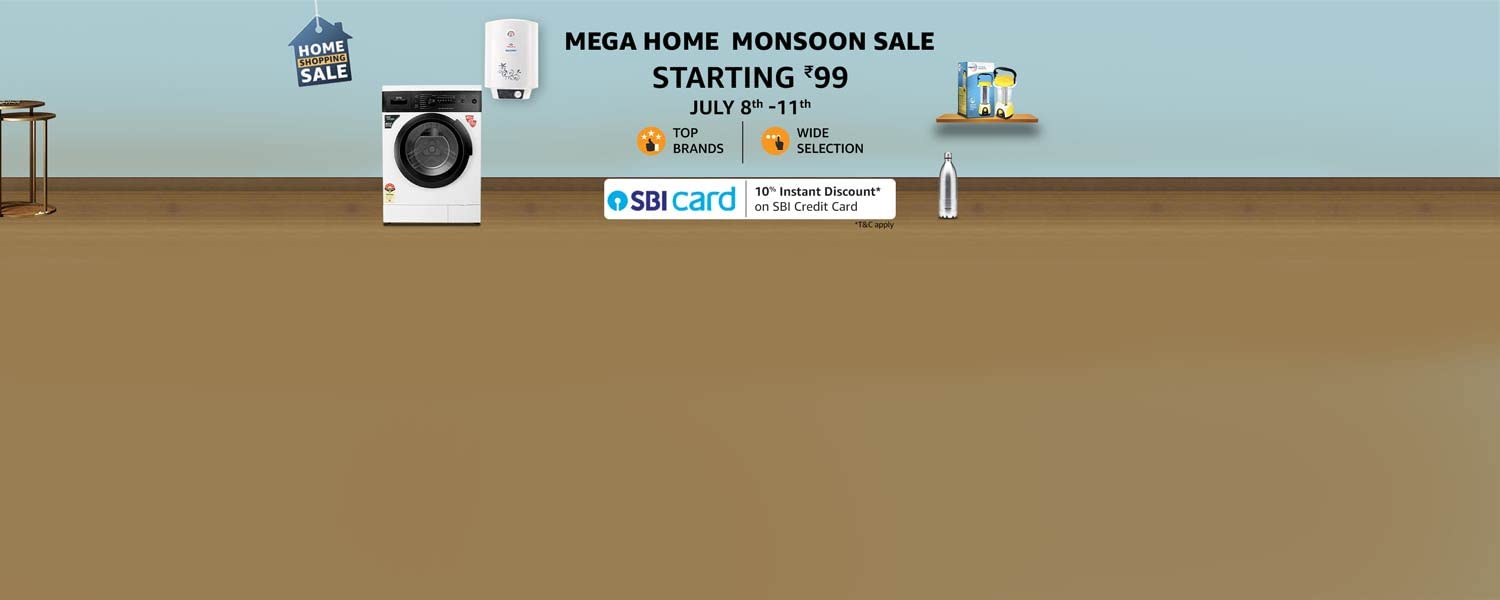 HOME
SHOPPING
SALE
MEGA HOME MONSOON SALE
STARTING ₹99
JULY 8th -11th
TOP
BRANDS
WIDE
SELECTION
SBI card
10% Instant Discount*
on SBI Credit Card
*T&C apply